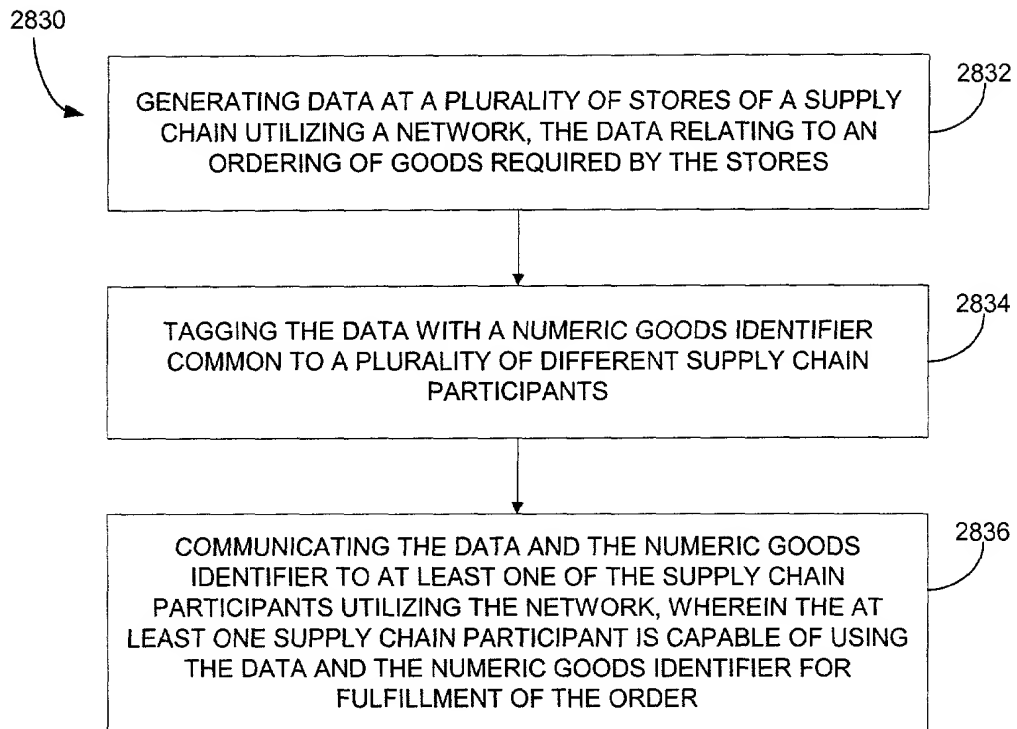 2830
2832
GENERATING DATA AT A PLURALITY OF STORES OF A SUPPLY
CHAIN UTILIZING A NETWORK, THE DATA RELATING TO AN
ORDERING OF GOODS REQUIRED BY THE STORES
2834
TAGGING THE DATA WITH A NUMERIC GOODS IDENTIFIER
COMMON TO A PLURALITY OF DIFFERENT SUPPLY CHAIN
PARTICIPANTS
2836
COMMUNICATING THE DATA AND THE NUMERIC GOODS
IDENTIFIER TO AT LEAST ONE OF THE SUPPLY CHAIN
PARTICIPANTS UTILIZING THE NETWORK, WHEREIN THE AT
LEAST ONE SUPPLY CHAIN PARTICIPANT IS CAPABLE OF USING
THE DATA AND THE NUMERIC GOODS IDENTIFIER FOR
FULFILLMENT OF THE ORDER